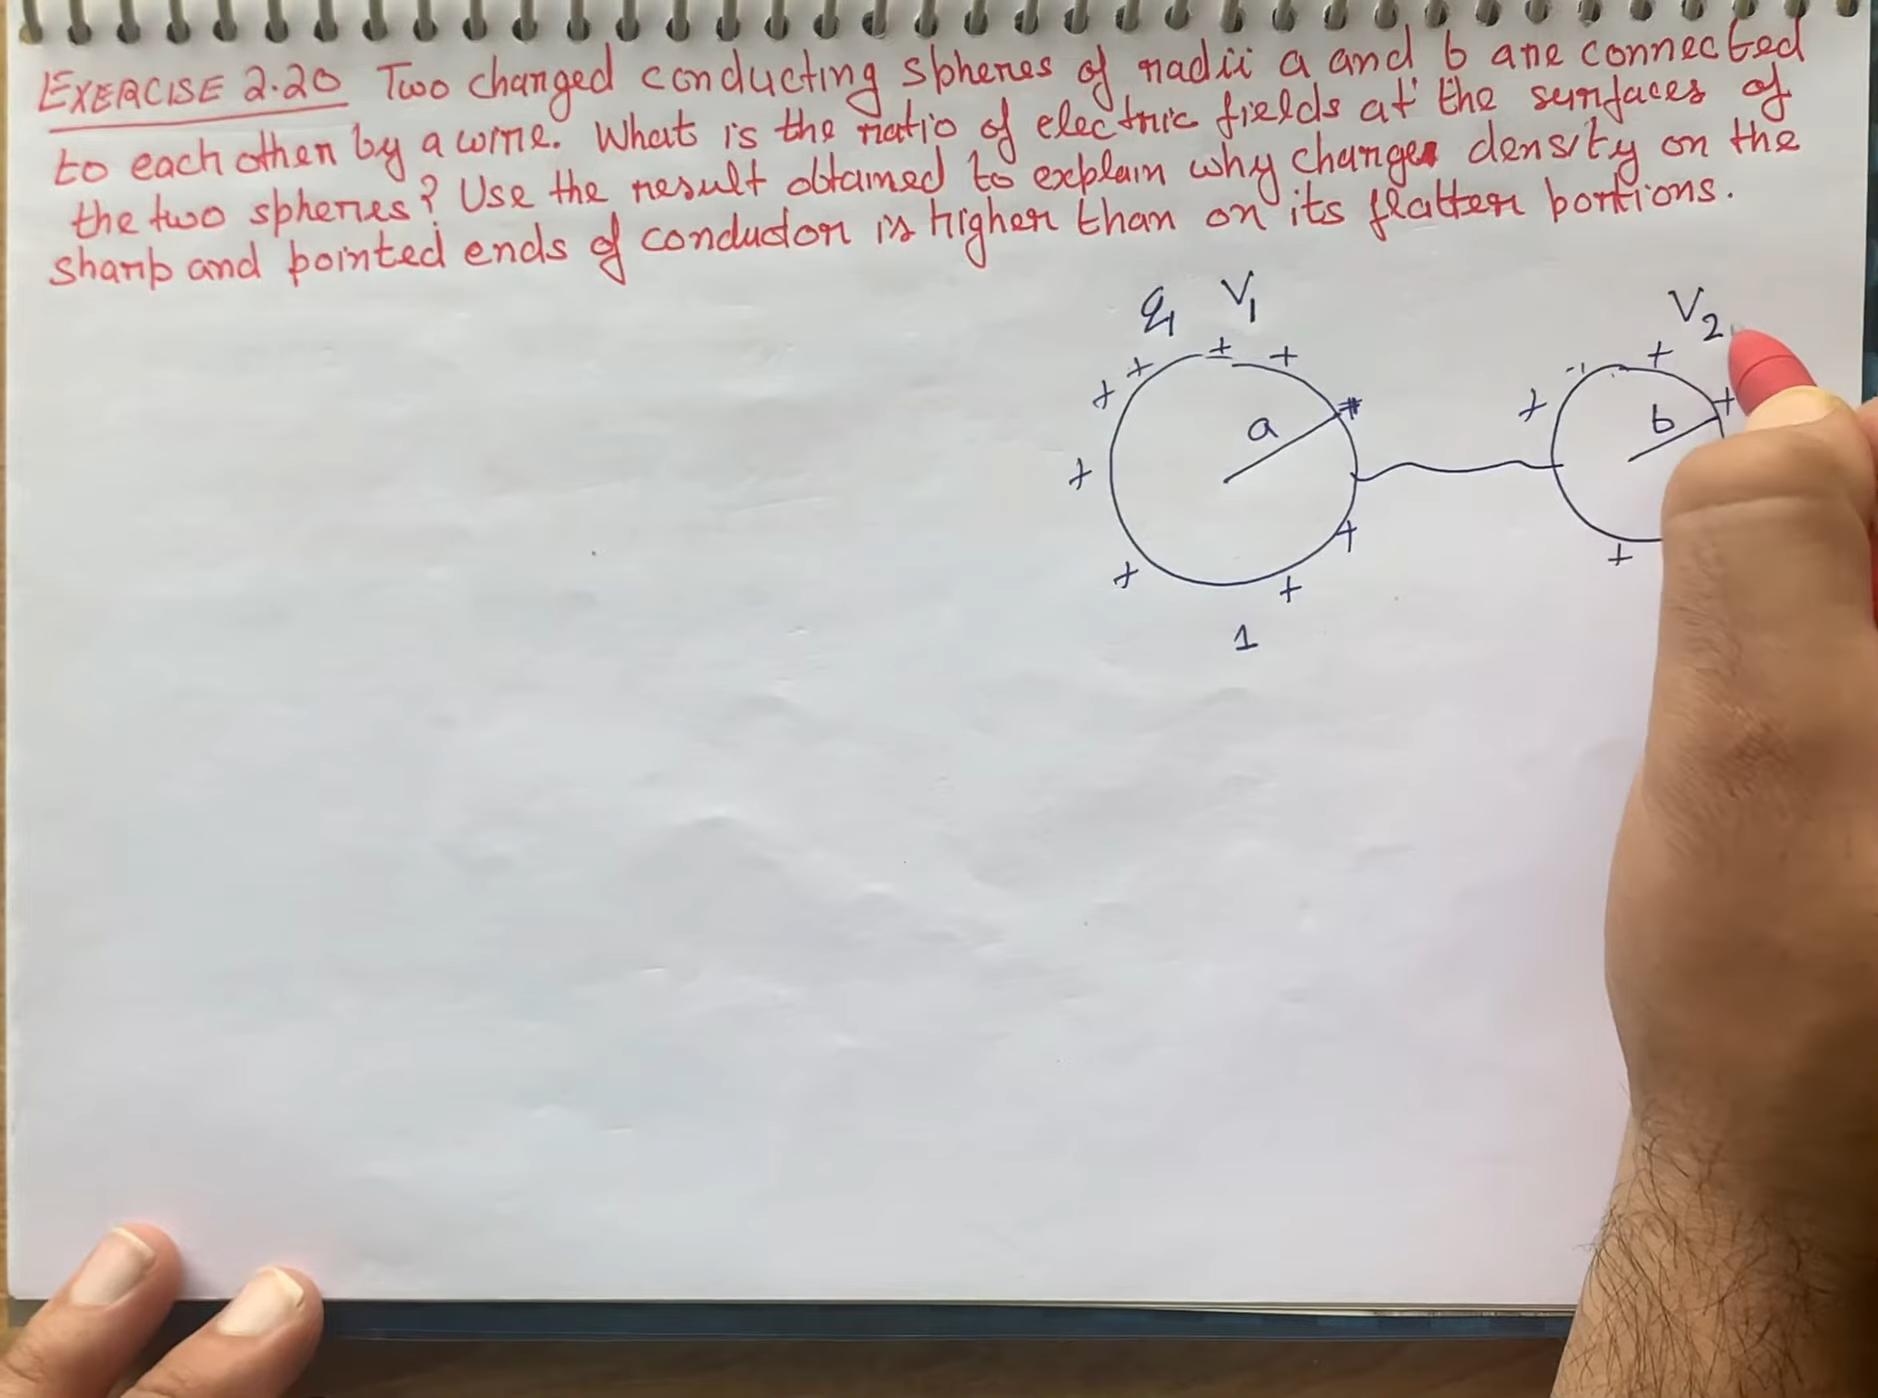 EXERCISE 2.20 Two charged conducting spheres of radii a and b are connected
to each other by a wire. What is the ratio of electric fields at the surfaces of
the two spheres? Use the result obtained to explain why charge density on the
sharp and pointed ends of conductor is higher than on its flatter portions.
q1 V1
V2
+ + + +
+ + +
a
b
+ +
+ + + +
1